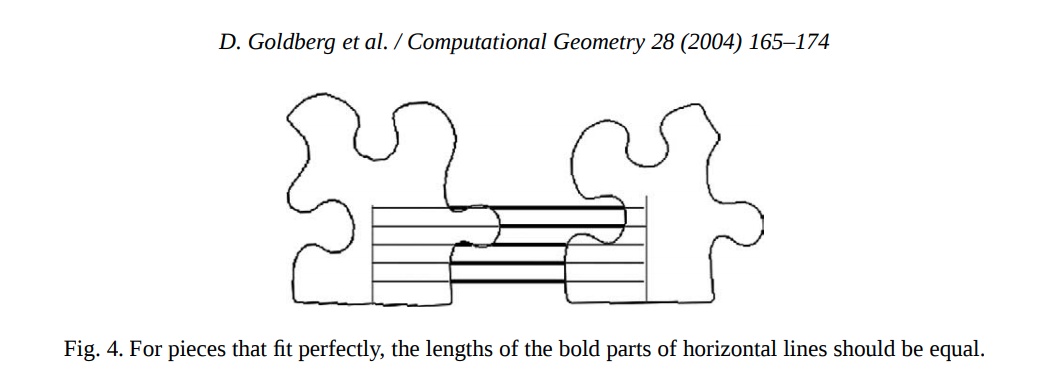 D. Goldberg et al. / Computational Geometry 28 (2004) 165–174
Fig. 4. For pieces that fit perfectly, the lengths of the bold parts of horizontal lines should be equal.